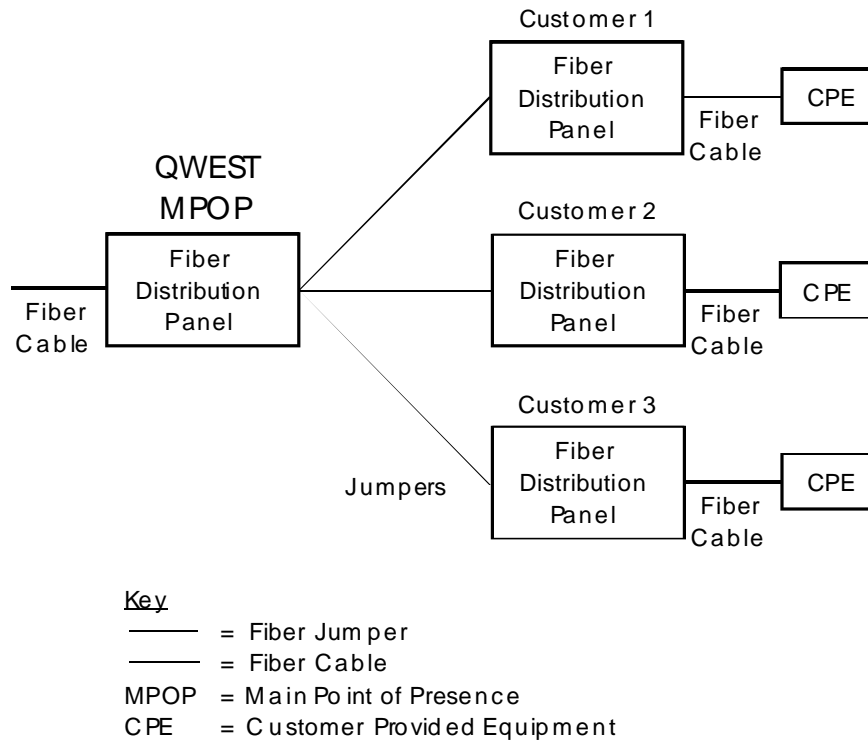 Customer 1
Fiber
Distribution
Panel
CPE
Fiber
Cable
QWEST
MPOP
Fiber
Distribution
Panel
Fiber
Cable
Customer 2
Fiber
Distribution
Panel
CPE
Fiber
Cable
Customer 3
Fiber
Distribution
Panel
CPE
Fiber
Cable
Jumpers
Key
= Fiber Jumper
= Fiber Cable
MPOP = Main Point of Presence
CPE = Customer Provided Equipment